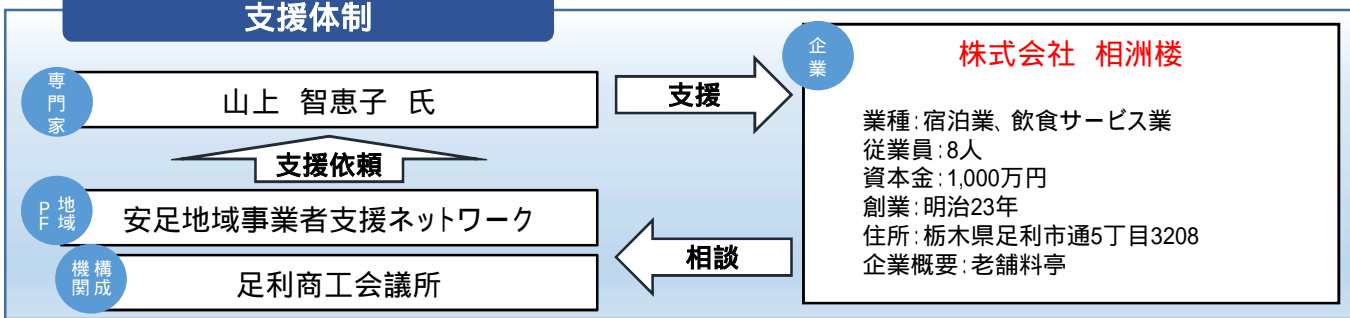 支援体制
専門家
山上 智恵子 氏
支援
支援依頼
地域PF
安足地域事業者支援ネットワーク
相談
構成機関
足利商工会議所
企業
株式会社 相洲楼
業種:宿泊業、飲食サービス業
従業員:8人
資本金:1,000万円
創業:明治23年
住所:栃木県足利市通5丁目3208
企業概要:老舗料亭